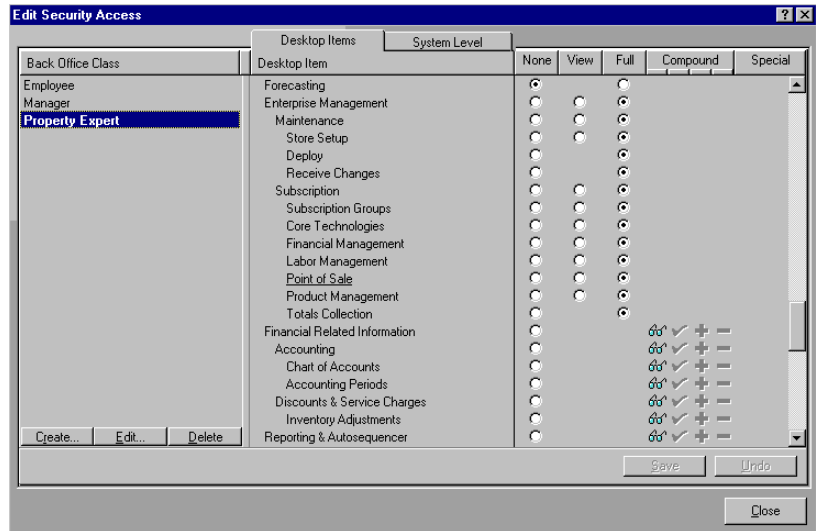 Edit Security Access
Desktop Items System Level
Back Office Class Desktop Item None View Full Compound Special
Employee Forecasting
Manager Enterprise Management
Property Expert Maintenance
Store Setup
Deploy
Receive Changes
Subscription
Subscription Groups
Core Technologies
Financial Management
Labor Management
Point of Sale
Product Management
Totals Collection
Financial Related Information
Accounting
Chart of Accounts
Accounting Periods
Discounts & Service Charges
Inventory Adjustments
Create... Edit... Delete Reporting & Autosequencer
Save Undo
Close